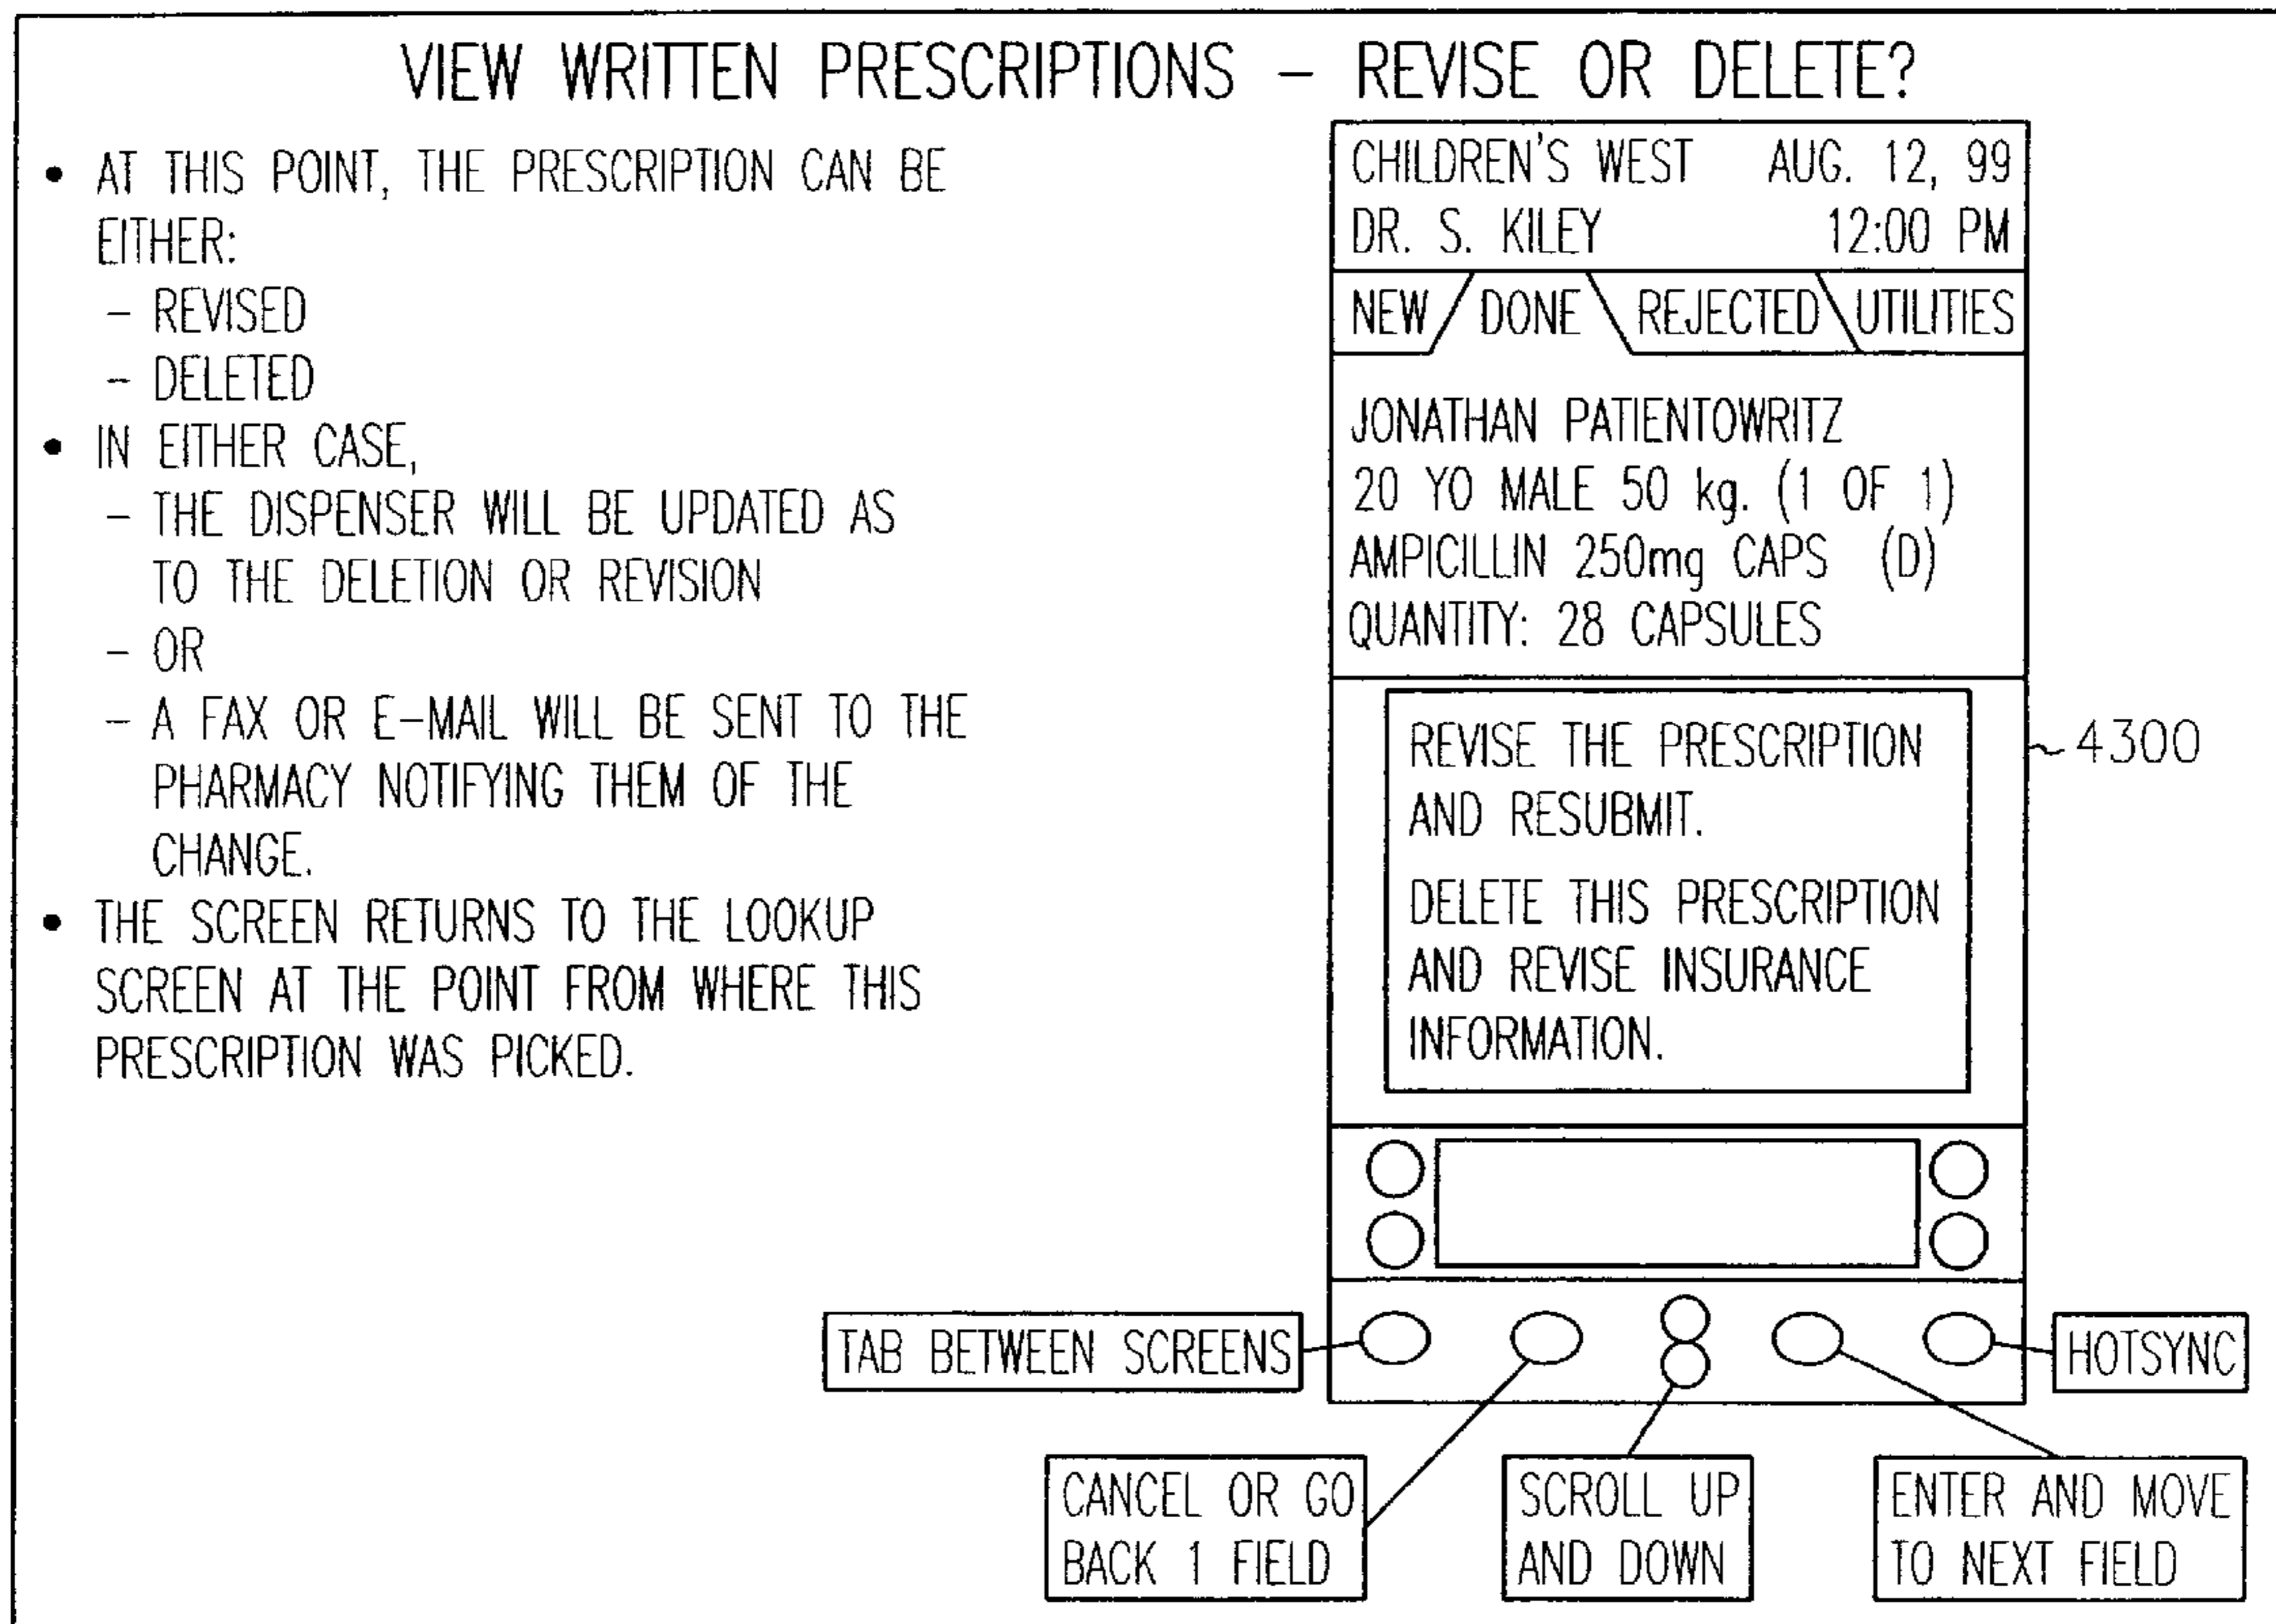 VIEW WRITTEN PRESCRIPTIONS – REVISE OR DELETE?
• AT THIS POINT, THE PRESCRIPTION CAN BE
EITHER:
– REVISED
– DELETED
• IN EITHER CASE,
– THE DISPENSER WILL BE UPDATED AS
TO THE DELETION OR REVISION
– OR
– A FAX OR E–MAIL WILL BE SENT TO THE
PHARMACY NOTIFYING THEM OF THE
CHANGE.
• THE SCREEN RETURNS TO THE LOOKUP
SCREEN AT THE POINT FROM WHERE THIS
PRESCRIPTION WAS PICKED.
CHILDREN'S WEST AUG. 12, 99
DR. S. KILEY 12:00 PM
NEW DONE REJECTED UTILITIES
JONATHAN PATIENTOWRITZ
20 YO MALE 50 kg. (1 OF 1)
AMPICILLIN 250mg CAPS (D)
QUANTITY: 28 CAPSULES
REVISE THE PRESCRIPTION
AND RESUBMIT.
DELETE THIS PRESCRIPTION
AND REVISE INSURANCE
INFORMATION.
4300
TAB BETWEEN SCREENS
HOTSYNC
CANCEL OR GO
BACK 1 FIELD
SCROLL UP
AND DOWN
ENTER AND MOVE
TO NEXT FIELD